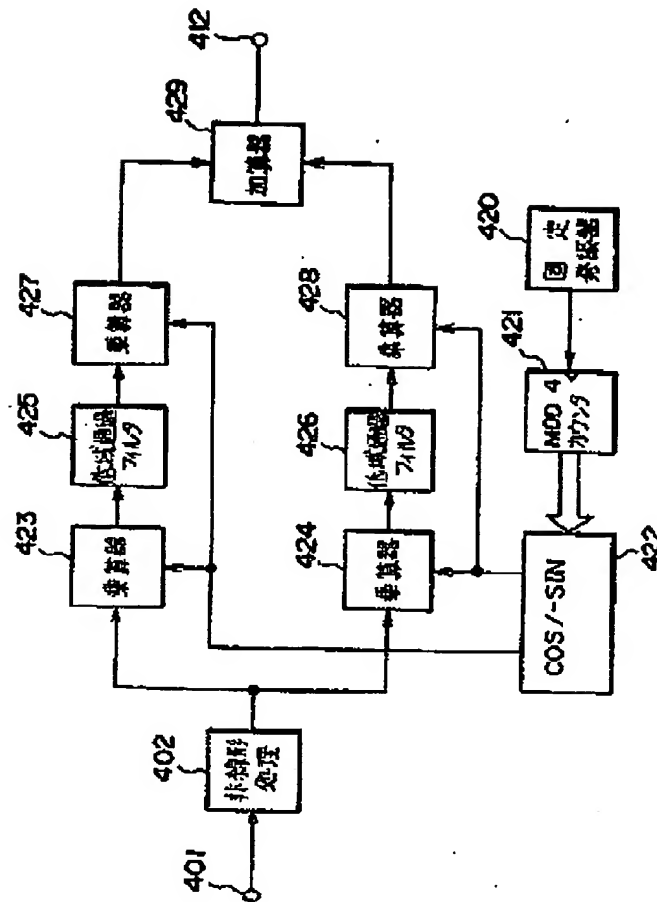 412
429
加算器
427
乗算器
425
低域通過
フィルタ
423
乗算器
428
乗算器
426
低域通過
フィルタ
424
乗算器
420
固定
発振器
421
MOD 4
カウンタ
COS/-SIN
422
402
非線形
処理
401